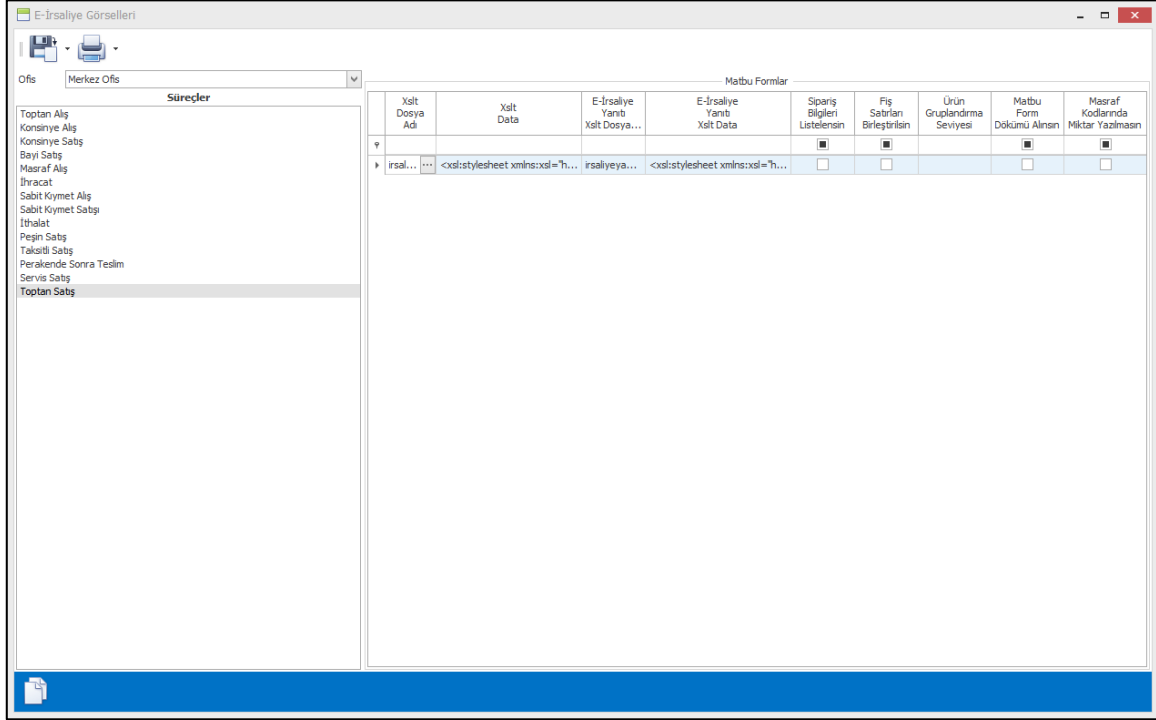 E-İrsaliye Görselleri
Ofis
Merkez Ofis
Süreçler
Toptan Alış
Konsinye Alış
Konsinye Satış
Bayi Satış
Masraf Alış
İhracat
Sabit Kıymet Alış
Sabit Kıymet Satışı
İthalat
Peşin Satış
Taksitli Satış
Perakende Sonra Teslim
Servis Satış
Toptan Satış
Matbu Formlar
Xslt
Dosya
Adı
Xslt
Data
E-İrsaliye
Yanıtı
Xslt Dosya...
E-İrsaliye
Yanıtı
Xslt Data
Sipariş
Bilgileri
Listelensin
Fiş
Satırları
Birleştirilsin
Ürün
Gruplandırma
Seviyesi
Matbu
Form
Dökümü Alınsın
Masraf
Kodlarında
Miktar Yazılmasın
irsal... ... <xsl:stylesheet xmlns:xsl="h... irsaliyeya... <xsl:stylesheet xmlns:xsl="h...